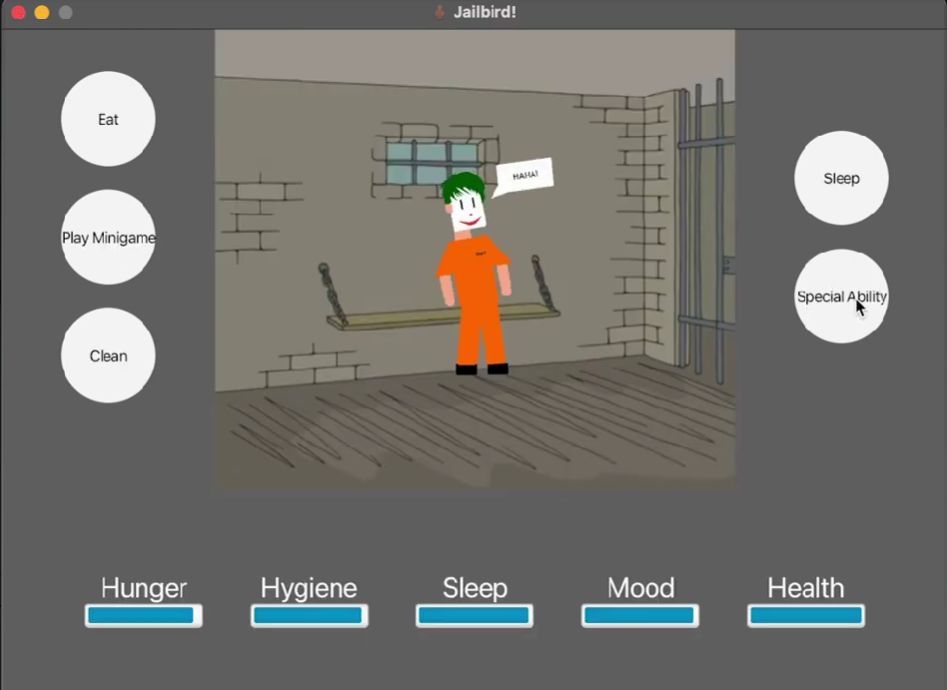 Jailbird!
Eat
Play Minigame
Clean
HAHA!
Sleep
Special Ability
Hunger
Hygiene
Sleep
Mood
Health